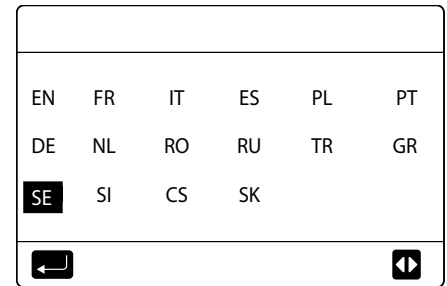 EN FR IT ES PL PT
DE NL RO RU TR GR
SE SI CS SK